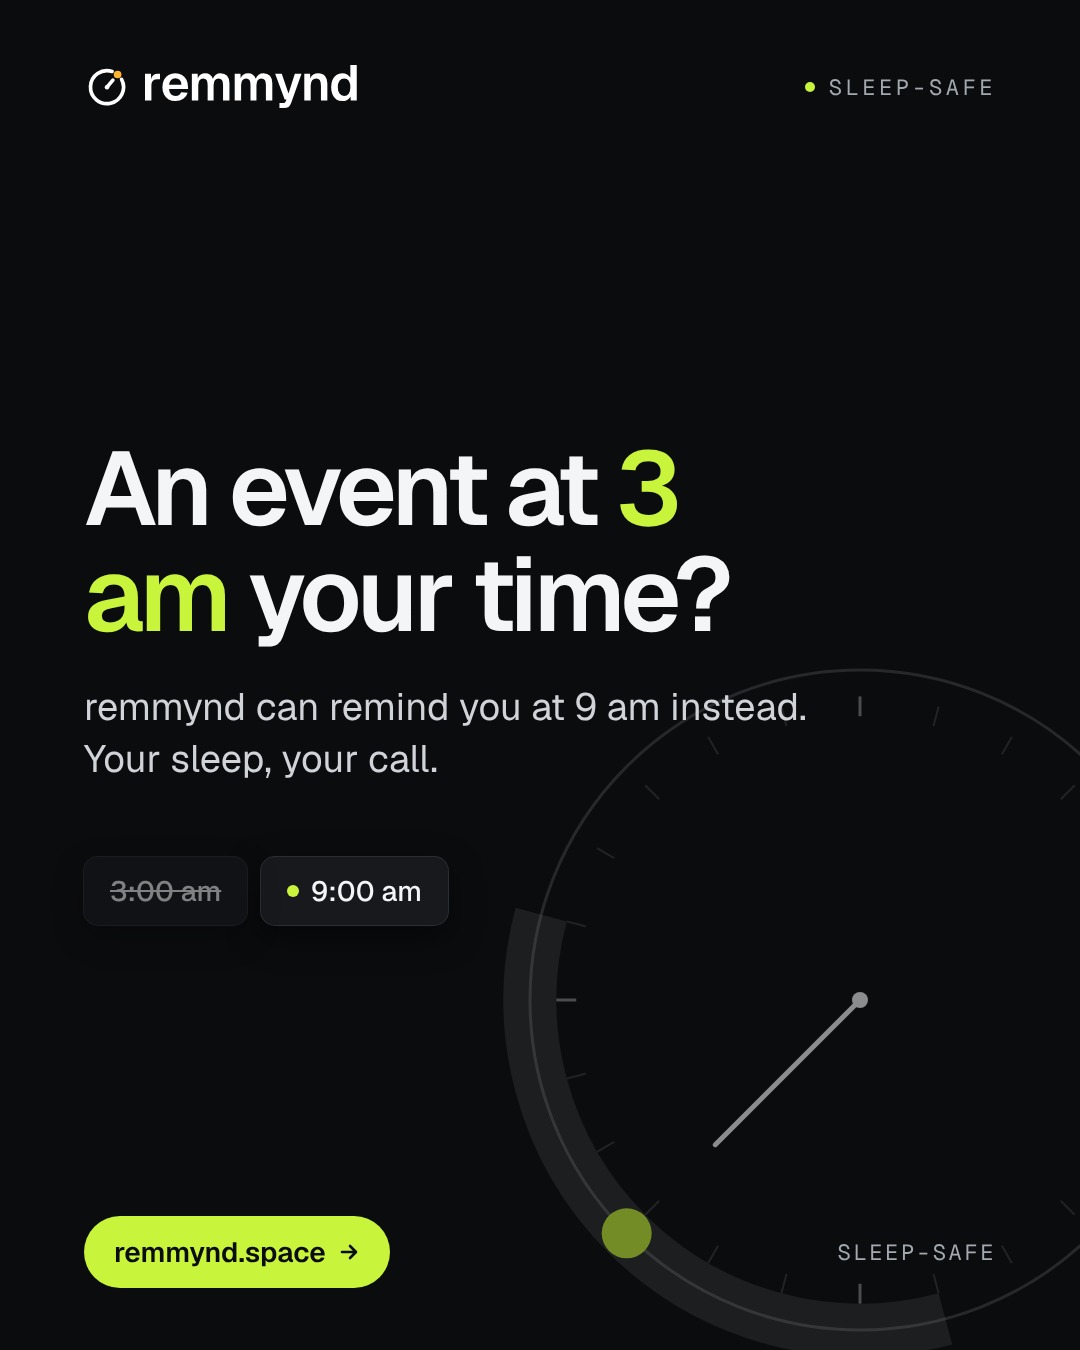 remmynd
SLEEP-SAFE
An event at 3
am your time?
remmynd can remind you at 9 am instead.
Your sleep, your call.
3:00 am
9:00 am
remmynd.space →
SLEEP-SAFE